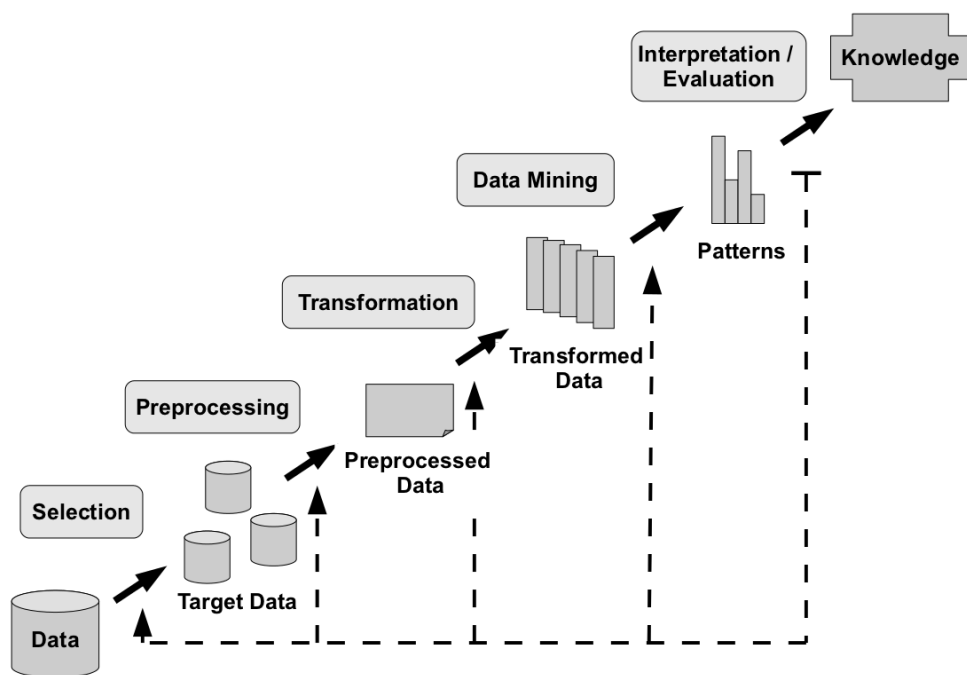 Interpretation /
Evaluation
Knowledge
Data Mining
Patterns
Transformation
Transformed
Data
Preprocessing
Preprocessed
Data
Selection
Target Data
Data